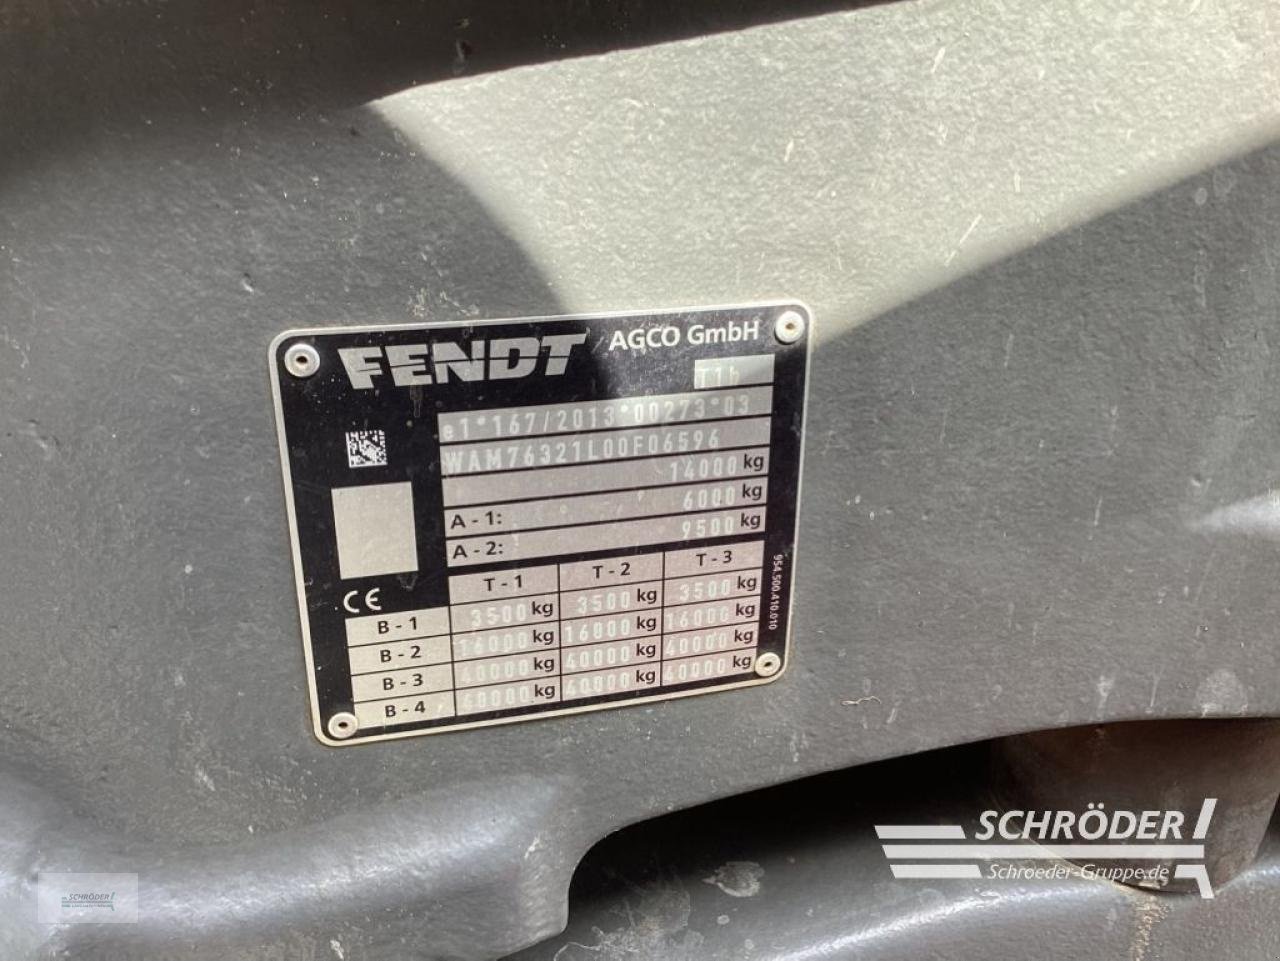 FENDT AGCO GmbH
T1b
e1*167/2013*00273*03
WAM76321L00F06596
14000 kg
A - 1: 6000 kg
A - 2: 9500 kg
T - 1 T - 2 T - 3
B - 1 3500 kg 3500 kg 3500 kg
B - 2 16000 kg 16000 kg 16000 kg
B - 3 40000 kg 40000 kg 40000 kg
B - 4 40000 kg 40000 kg
CE
954.500.410.010
SCHRÖDER
Schroeder-Gruppe.de
SCHRÖDER